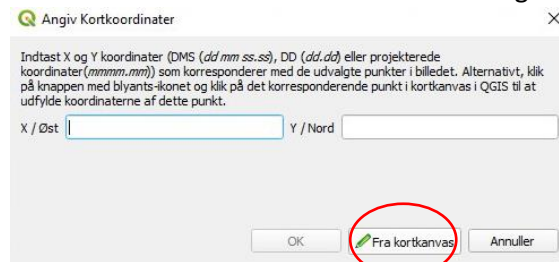 Angiv Kortkoordinater
Indtast X og Y koordinater (DMS (dd mm ss.ss), DD (dd.dd) eller projekterede
koordinater(mmmm.mm)) som korresponderer med de udvalgte punkter i billedet. Alternativt, klik
på knappen med blyants-ikonet og klik på det korresponderende punkt i kortkanvas i QGIS til at
udfylde koordinaterne af dette punkt.
X / Øst Y / Nord
OK Fra kortkanvas Annuller